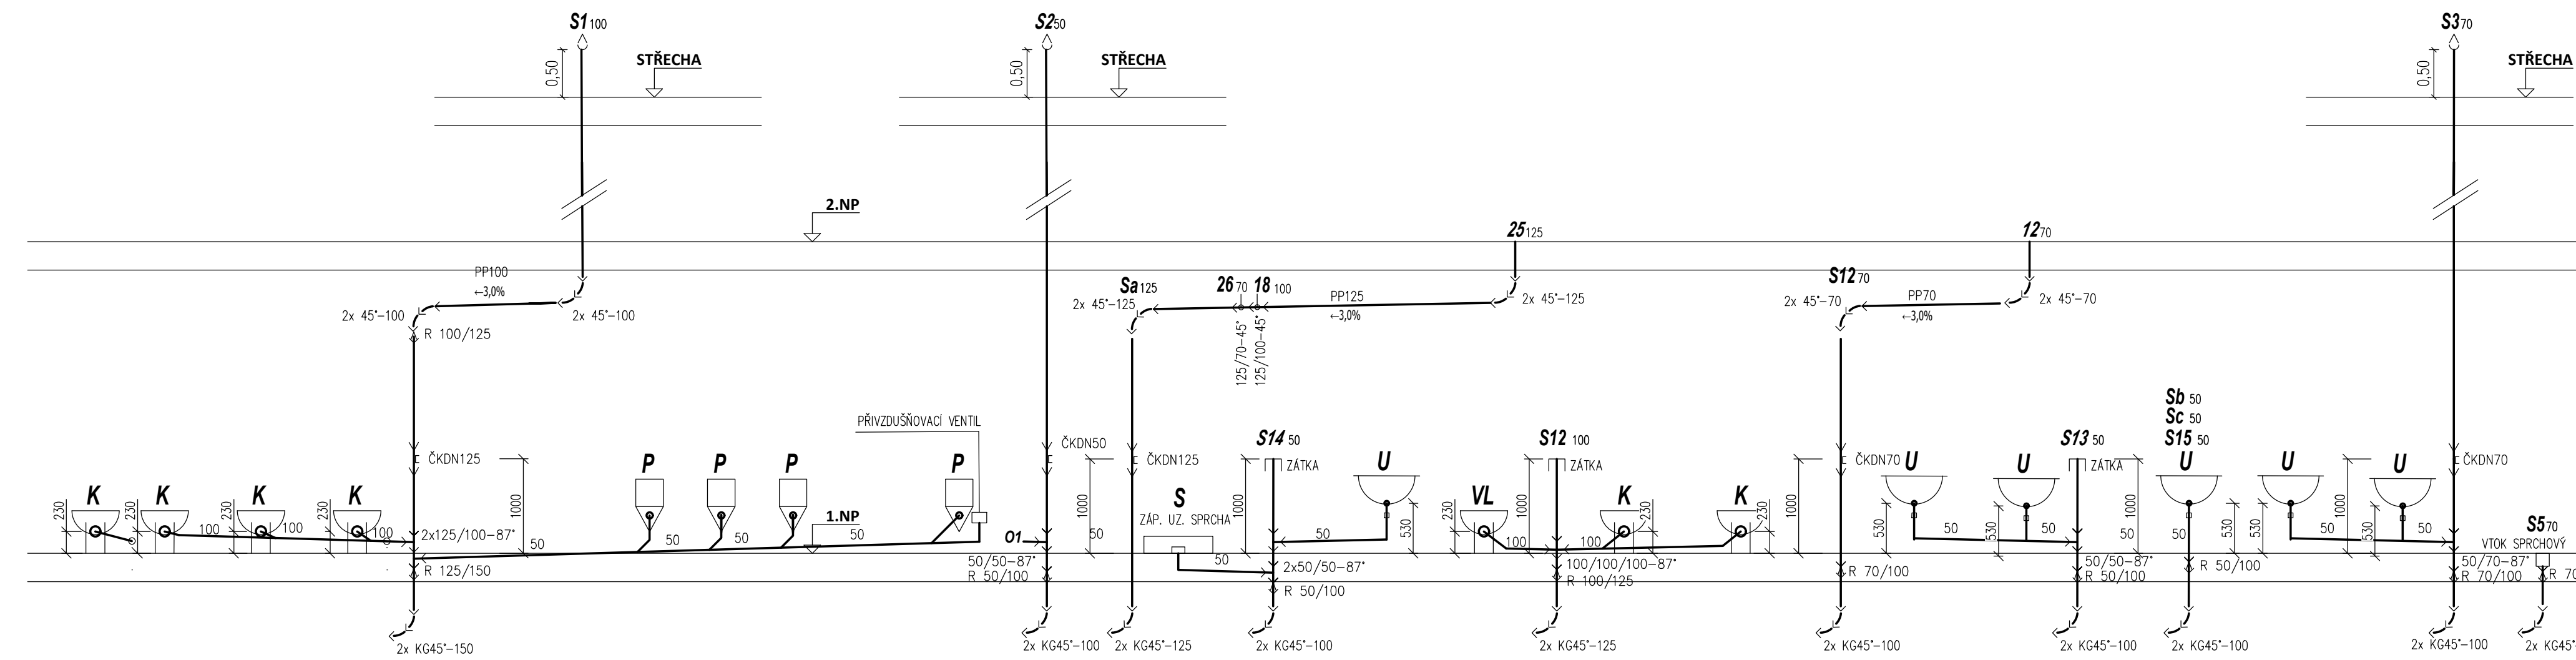 S1 100
S2 50
S3 70
0,50
STŘECHA
0,50
STŘECHA
0,50
STŘECHA
2.NP
25 125
12 70
PP100
←3,0%
2x 45°-100
2x 45°-100
R 100/125
Sa 125
26 70
18 100
2x 45°-125
PP125
←3,0%
2x 45°-125
125/70-45°
125/100-45°
S12 70
2x 45°-70
PP70
←3,0%
2x 45°-70
PŘIVZDUŠŇOVACÍ VENTIL
ČKDN125
1000
K
K
K
K
230
230
230
230
100
100
100
2x125/100-87°
R 125/150
2x KG45°-150
P
P
P
P
50
50
50
50
1.NP
ČKDN50
1000
O1
50
50/50-87°
R 50/100
2x KG45°-100
ČKDN125
2x KG45°-125
S
ZÁP. UZ. SPRCHA
50
S14 50
ZÁTKA
1000
U
50
530
2x50/50-87°
R 50/100
2x KG45°-100
VL
230
100
S12 100
ZÁTKA
1000
K
K
100
230
230
100/100/100-87°
R 100/125
2x KG45°-125
ČKDN70
1000
R 70/100
2x KG45°-100
U
U
530
530
50
50
S13 50
ZÁTKA
1000
50
50/50-87°
R 50/100
2x KG45°-100
Sb 50
Sc 50
S15 50
U
50
530
R 50/100
2x KG45°-100
U
U
530
50
50
1000
ČKDN70
50/70-87°
R 70/100
2x KG45°-100
S5 70
VTOK SPRCHOVÝ
R 70
2x KG45°